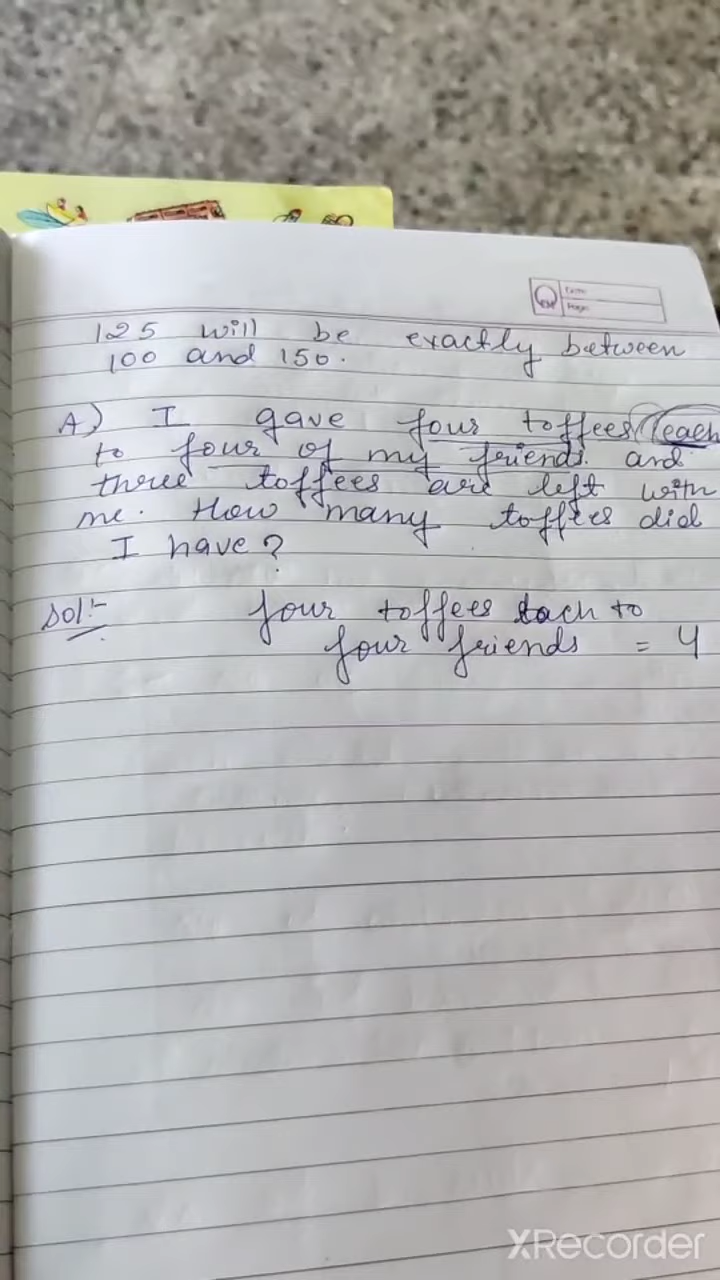 Date
Page
125 will be exactly between
100 and 150.
A) I gave four toffees (each
to four of my friends and
three toffees are left with
me. How many toffees did
I have?
Sol:- four toffees each to
four friends = 4
XRecorder